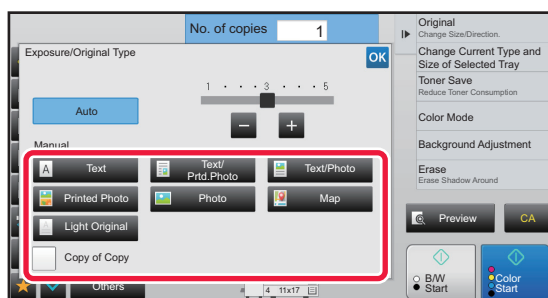 No. of copies 1
Exposure/Original Type
OK
1 3 5
Auto
Manual
A Text
Text/
Prtd.Photo
Text/Photo
Printed Photo
Photo
Map
Light Original
Copy of Copy
Others
4 11x17
Original
Change Size/Direction.
Change Current Type and
Size of Selected Tray
Toner Save
Reduce Toner Consumption
Color Mode
Background Adjustment
Erase
Erase Shadow Around
Preview
CA
B/W
Start
Color
Start